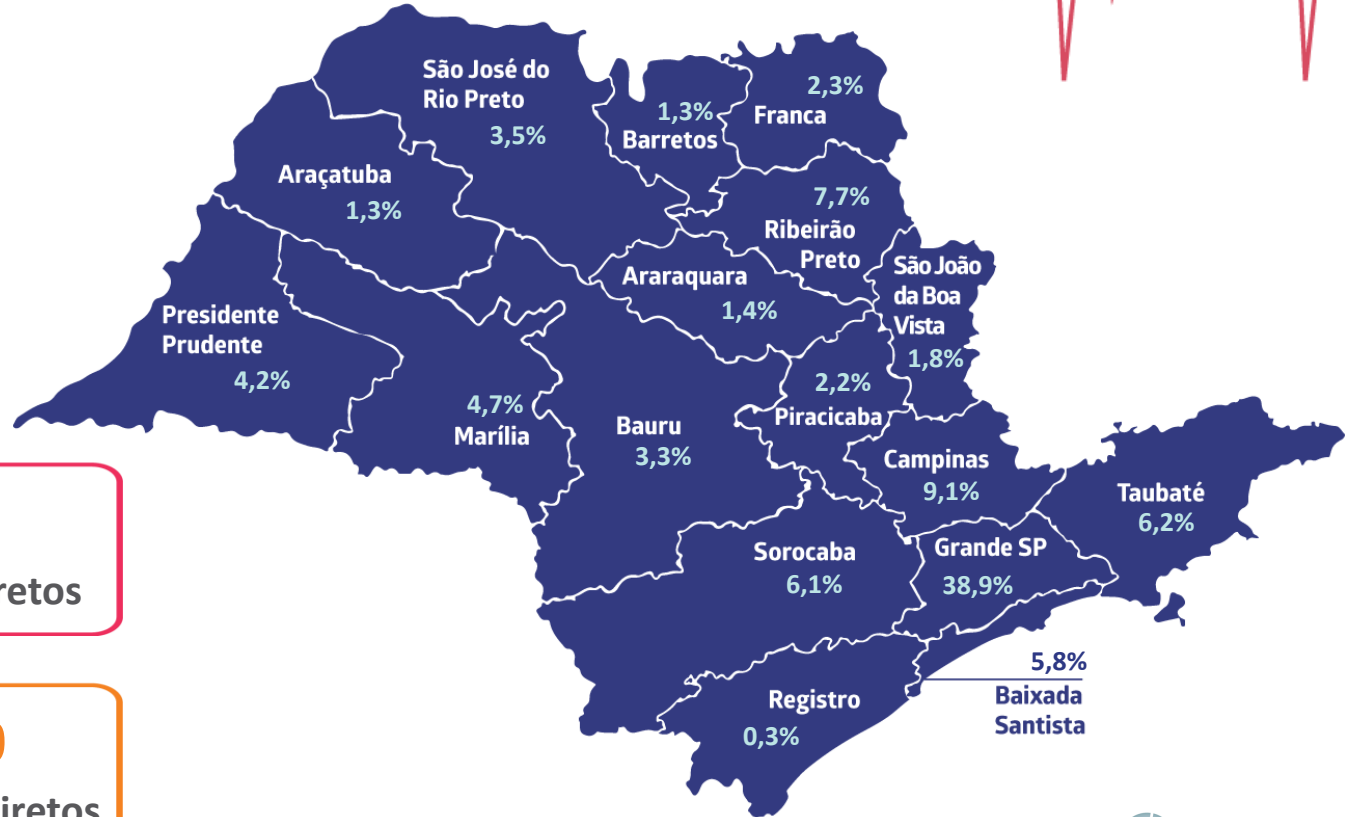 São José do
Rio Preto
3,5%
1,3%
Barretos
2,3%
Franca
Araçatuba
1,3%
7,7%
Ribeirão
Preto
Araraquara
1,4%
São João
da Boa
Vista
1,8%
Presidente
Prudente
4,2%
4,7%
Marília
Bauru
3,3%
2,2%
Piracicaba
Campinas
9,1%
Taubaté
6,2%
Sorocaba
6,1%
Grande SP
38,9%
retos
5,8%
Baixada
Santista
Registro
0,3%
iretos